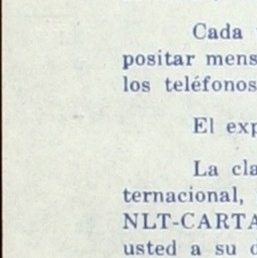 Cada
positar mens
los teléfonos
El exp
La cla
ternacional,
NLT-CARTA
usted a su